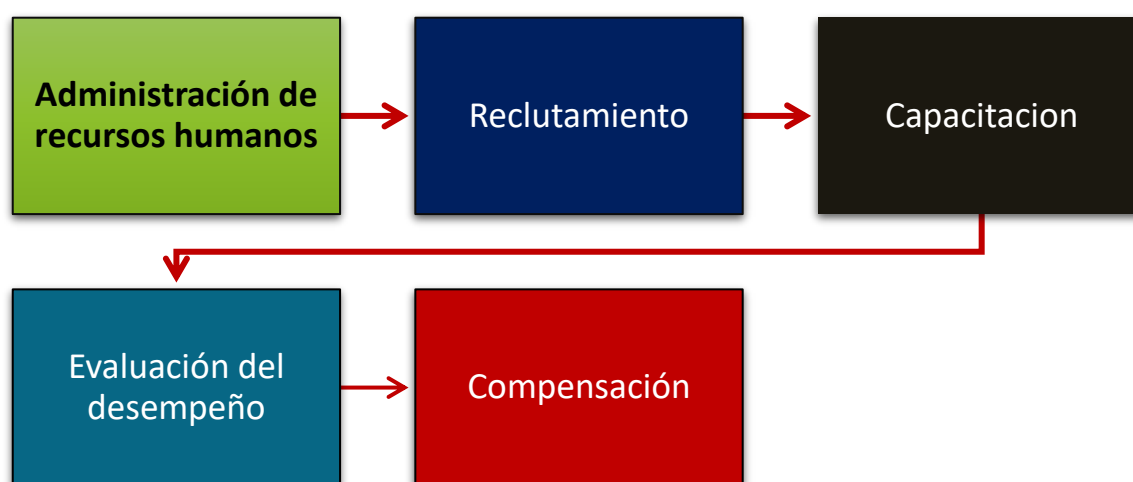 Administración de
recursos humanos
Reclutamiento
Capacitacion
Evaluación del
desempeño
Compensación